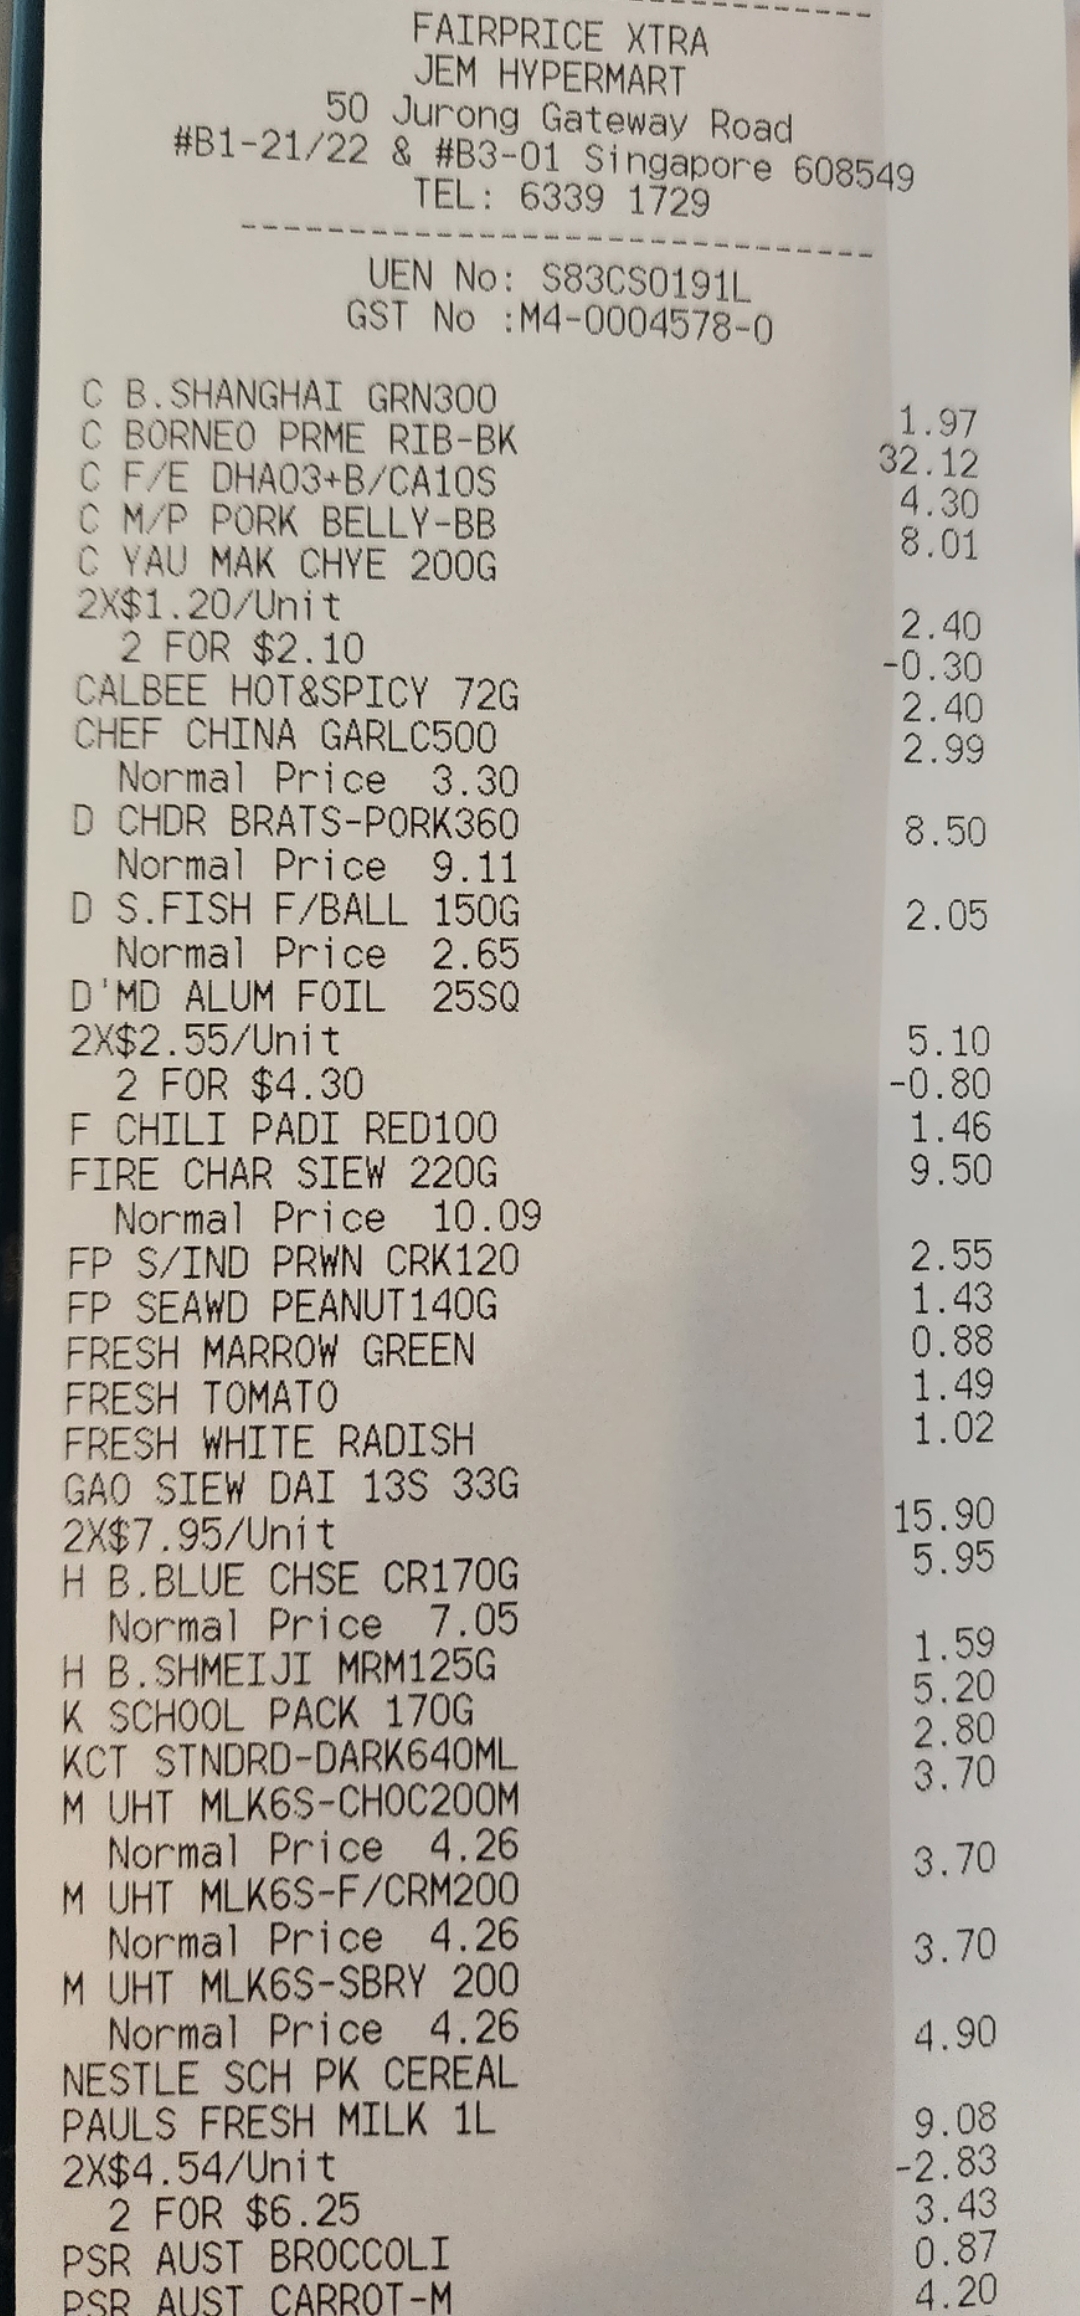 FAIRPRICE XTRA
JEM HYPERMART
50 Jurong Gateway Road
#B1-21/22 & #B3-01 Singapore 608549
TEL: 6339 1729
------------------------------
UEN No: S83CS0191L
GST No :M4-0004578-0
C B.SHANGHAI GRN300 1.97
C BORNEO PRME RIB-BK 32.12
C F/E DHAO3+B/CA10S 4.30
C M/P PORK BELLY-BB 8.01
C YAU MAK CHYE 200G
2X$1.20/Unit 2.40
2 FOR $2.10 -0.30
CALBEE HOT&SPICY 72G 2.40
CHEF CHINA GARLC500 2.99
Normal Price 3.30
D CHDR BRATS-PORK360 8.50
Normal Price 9.11
D S.FISH F/BALL 150G 2.05
Normal Price 2.65
D'MD ALUM FOIL 25SQ
2X$2.55/Unit 5.10
2 FOR $4.30 -0.80
F CHILI PADI RED100 1.46
FIRE CHAR SIEW 220G 9.50
Normal Price 10.09
FP S/IND PRWN CRK120 2.55
FP SEAWD PEANUT140G 1.43
FRESH MARROW GREEN 0.88
FRESH TOMATO 1.49
FRESH WHITE RADISH 1.02
GAO SIEW DAI 13S 33G
2X$7.95/Unit 15.90
H B.BLUE CHSE CR170G 5.95
Normal Price 7.05
H B.SHMEIJI MRM125G 1.59
K SCHOOL PACK 170G 5.20
KCT STNDRD-DARK640ML 2.80
M UHT MLK6S-CHOC200M 3.70
Normal Price 4.26
M UHT MLK6S-F/CRM200 3.70
Normal Price 4.26
M UHT MLK6S-SBRY 200 3.70
Normal Price 4.26
NESTLE SCH PK CEREAL 4.90
PAULS FRESH MILK 1L
2X$4.54/Unit 9.08
2 FOR $6.25 -2.83
PSR AUST BROCCOLI 3.43
PSR AUST CARROT-M 0.87
4.20